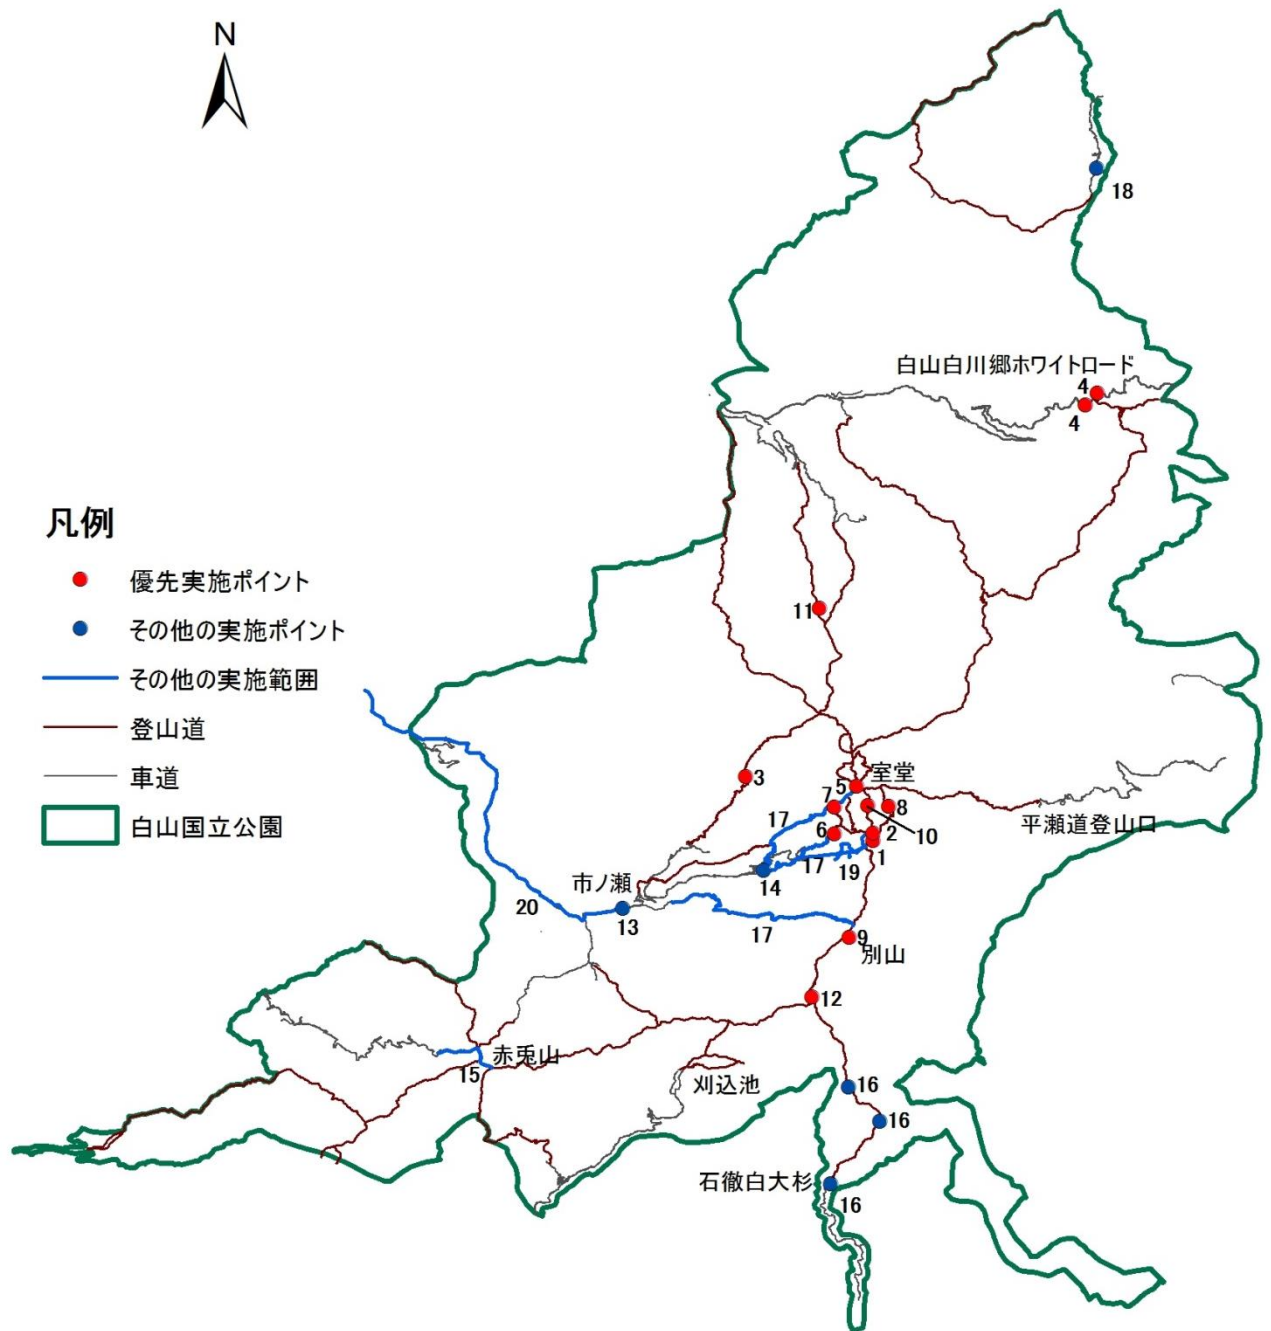 N
18
白山白川郷ホワイトロード
4
4
凡例
優先実施ポイント
その他の実施ポイント
その他の実施範囲
登山道
車道
白山国立公園
11
3
5
室堂
7
8
17
6
2
10
平瀬道登山口
1
17
19
14
市ノ瀬
20
13
17
9
別山
12
赤兎山
15
刈込池
16
16
石徹白大杉
16